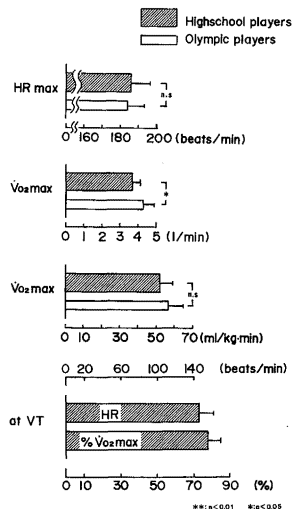 Highschool players
Olympic players
HR max
n.s
0 160 180 200 (beats/min)
V̇o₂max
*
0 1 2 3 4 5 (l/min)
V̇o₂max
n.s
0 10 30 50 70 (ml/kg·min)
0 20 60 100 140 (beats/min)
at VT
HR
% V̇o₂max
0 10 30 50 70 90 (%)
**: p<0.01 *: p<0.05